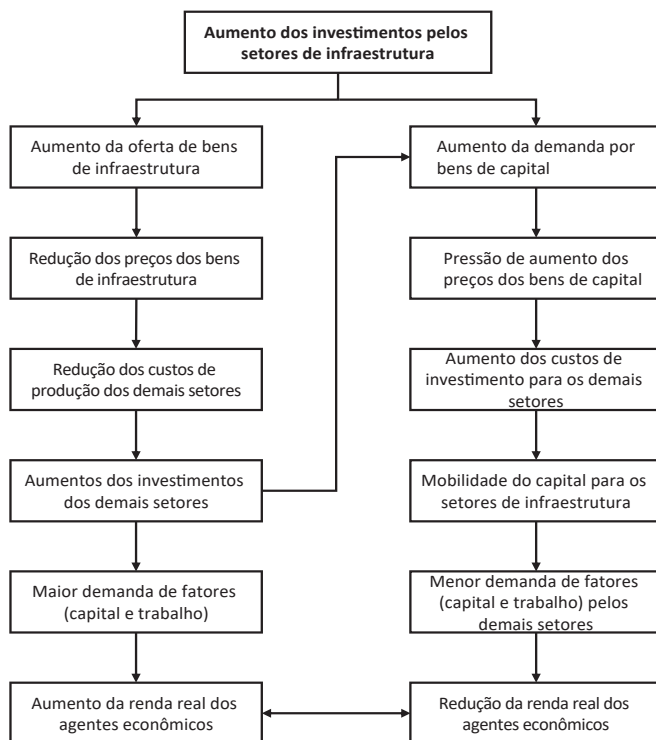 Aumento dos investimentos pelos
setores de infraestrutura
Aumento da oferta de bens
de infraestrutura
Redução dos preços dos bens
de infraestrutura
Redução dos custos de
produção dos demais setores
Aumentos dos investimentos
dos demais setores
Maior demanda de fatores
(capital e trabalho)
Aumento da renda real dos
agentes econômicos
Aumento da demanda por
bens de capital
Pressão de aumento dos
preços dos bens de capital
Aumento dos custos de
investimento para os demais
setores
Mobilidade do capital para os
setores de infraestrutura
Menor demanda de fatores
(capital e trabalho) pelos
demais setores
Redução da renda real dos
agentes econômicos